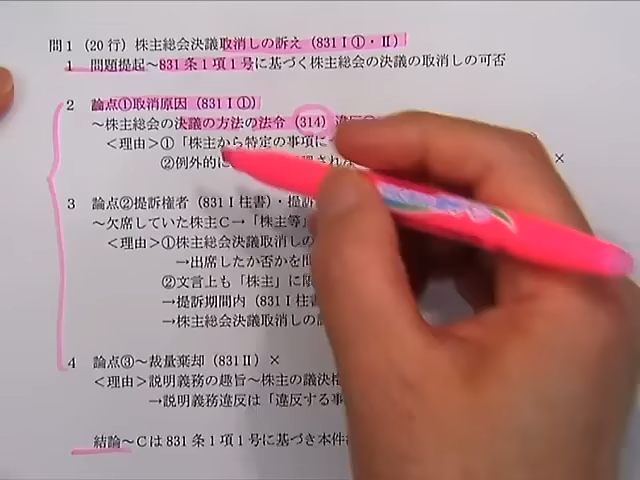 問1（20行）株主総会決議取消しの訴え（831Ⅰ①・Ⅱ）
1 問題提起～831条1項1号に基づく株主総会の決議の取消しの可否
2 論点①取消原因（831Ⅰ①）
～株主総会の決議の方法の法令（314）違反
＜理由＞①「株主から特定の事項に ×
②例外的に
3 論点②提訴権者（831Ⅰ柱書）・提訴
～欠席していた株主C→「株主等」
＜理由＞①株主総会決議取消しの
→出席したか否かを問
②文言上も「株主」に限
→提訴期間内（831Ⅰ柱書
→株主総会決議取消しの
4 論点③～裁量棄却（831Ⅱ）×
＜理由＞説明義務の趣旨～株主の議決権
→説明義務違反は「違反する事
結論～Cは831条1項1号に基づき本件